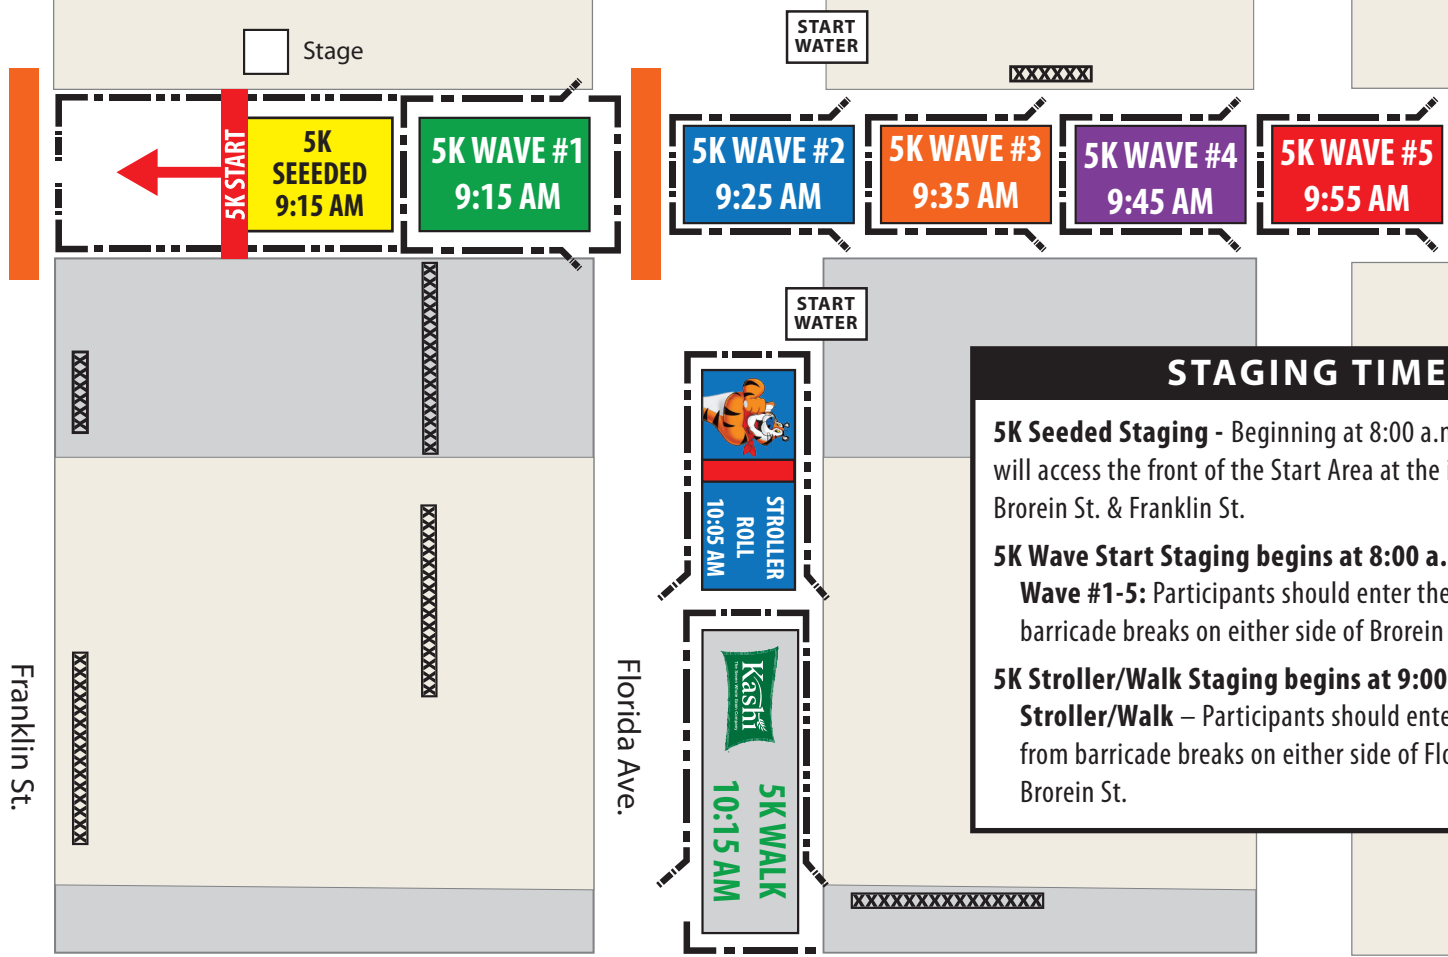 Stage
START
WATER
5K START
5K
SEEEDED
9:15 AM
5K WAVE #1
9:15 AM
5K WAVE #2
9:25 AM
5K WAVE #3
9:35 AM
5K WAVE #4
9:45 AM
5K WAVE #5
9:55 AM
START
WATER
STROLLER
ROLL
10:05 AM
Kashi
The Seven Whole Grain Company
5K WALK
10:15 AM
Franklin St.
Florida Ave.
STAGING TIME
5K Seeded Staging - Beginning at 8:00 a.m
will access the front of the Start Area at the i
Brorein St. & Franklin St.
5K Wave Start Staging begins at 8:00 a.
Wave #1-5: Participants should enter the
barricade breaks on either side of Brorein
5K Stroller/Walk Staging begins at 9:00
Stroller/Walk – Participants should ente
from barricade breaks on either side of Flo
Brorein St.